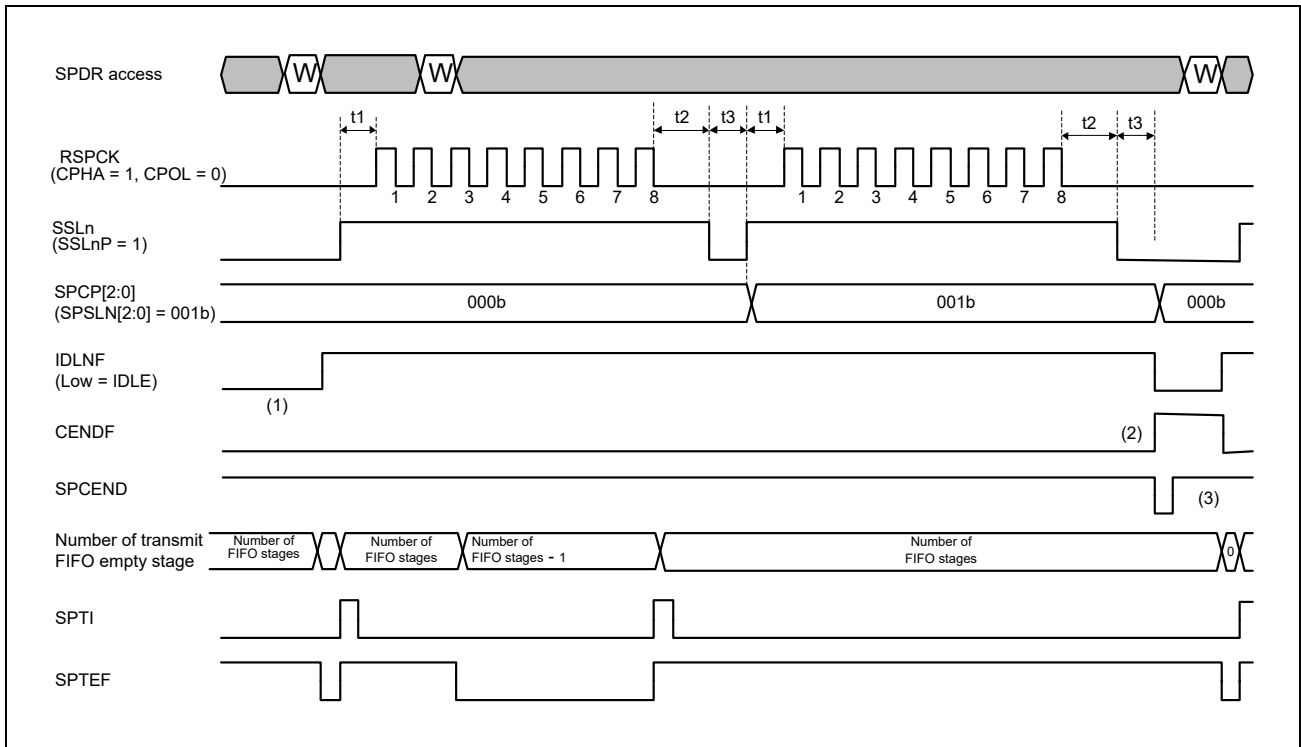 SPDR access
W W W
t1 t2 t3 t1 t2 t3
RSPCK
(CPHA = 1, CPOL = 0)
1 2 3 4 5 6 7 8 1 2 3 4 5 6 7 8
SSLn
(SSLnP = 1)
SPCP[2:0]
(SPSLN[2:0] = 001b)
000b 001b 000b
IDLNF
(Low = IDLE)
(1)
CENDF
(2)
SPCEND
(3)
Number of transmit
FIFO empty stage
Number of
FIFO stages
Number of
FIFO stages
Number of
FIFO stages - 1
Number of
FIFO stages
0
SPTI
SPTEF